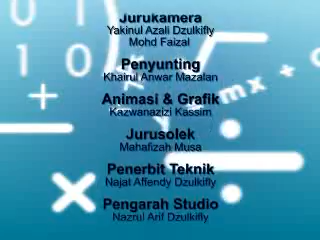 Jurukamera
Yakinul Azali Dzulkifly
Mohd Faizal
Penyunting
Khairul Anwar Mazalan
Animasi & Grafik
Kazwanazizi Kassim
Jurusolek
Mahafizah Musa
Penerbit Teknik
Najat Affendy Dzulkifly
Pengarah Studio
Nazrul Arif Dzulkifly